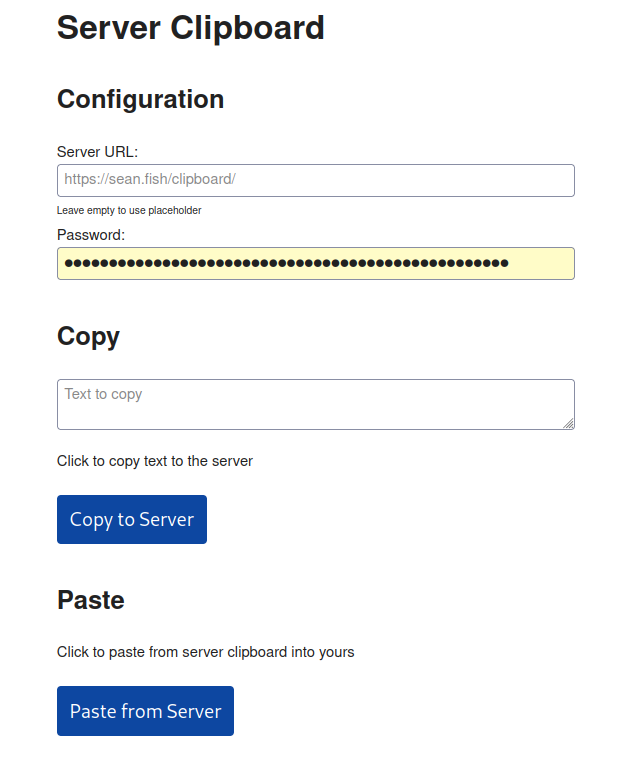 Server Clipboard
Configuration
Server URL:
https://sean.fish/clipboard/
Leave empty to use placeholder
Password:
●●●●●●●●●●●●●●●●●●●●●●●●●●●●●●●●●●●●●●●●●●●●●●●●●●
Copy
Text to copy
Click to copy text to the server
Copy to Server
Paste
Click to paste from server clipboard into yours
Paste from Server